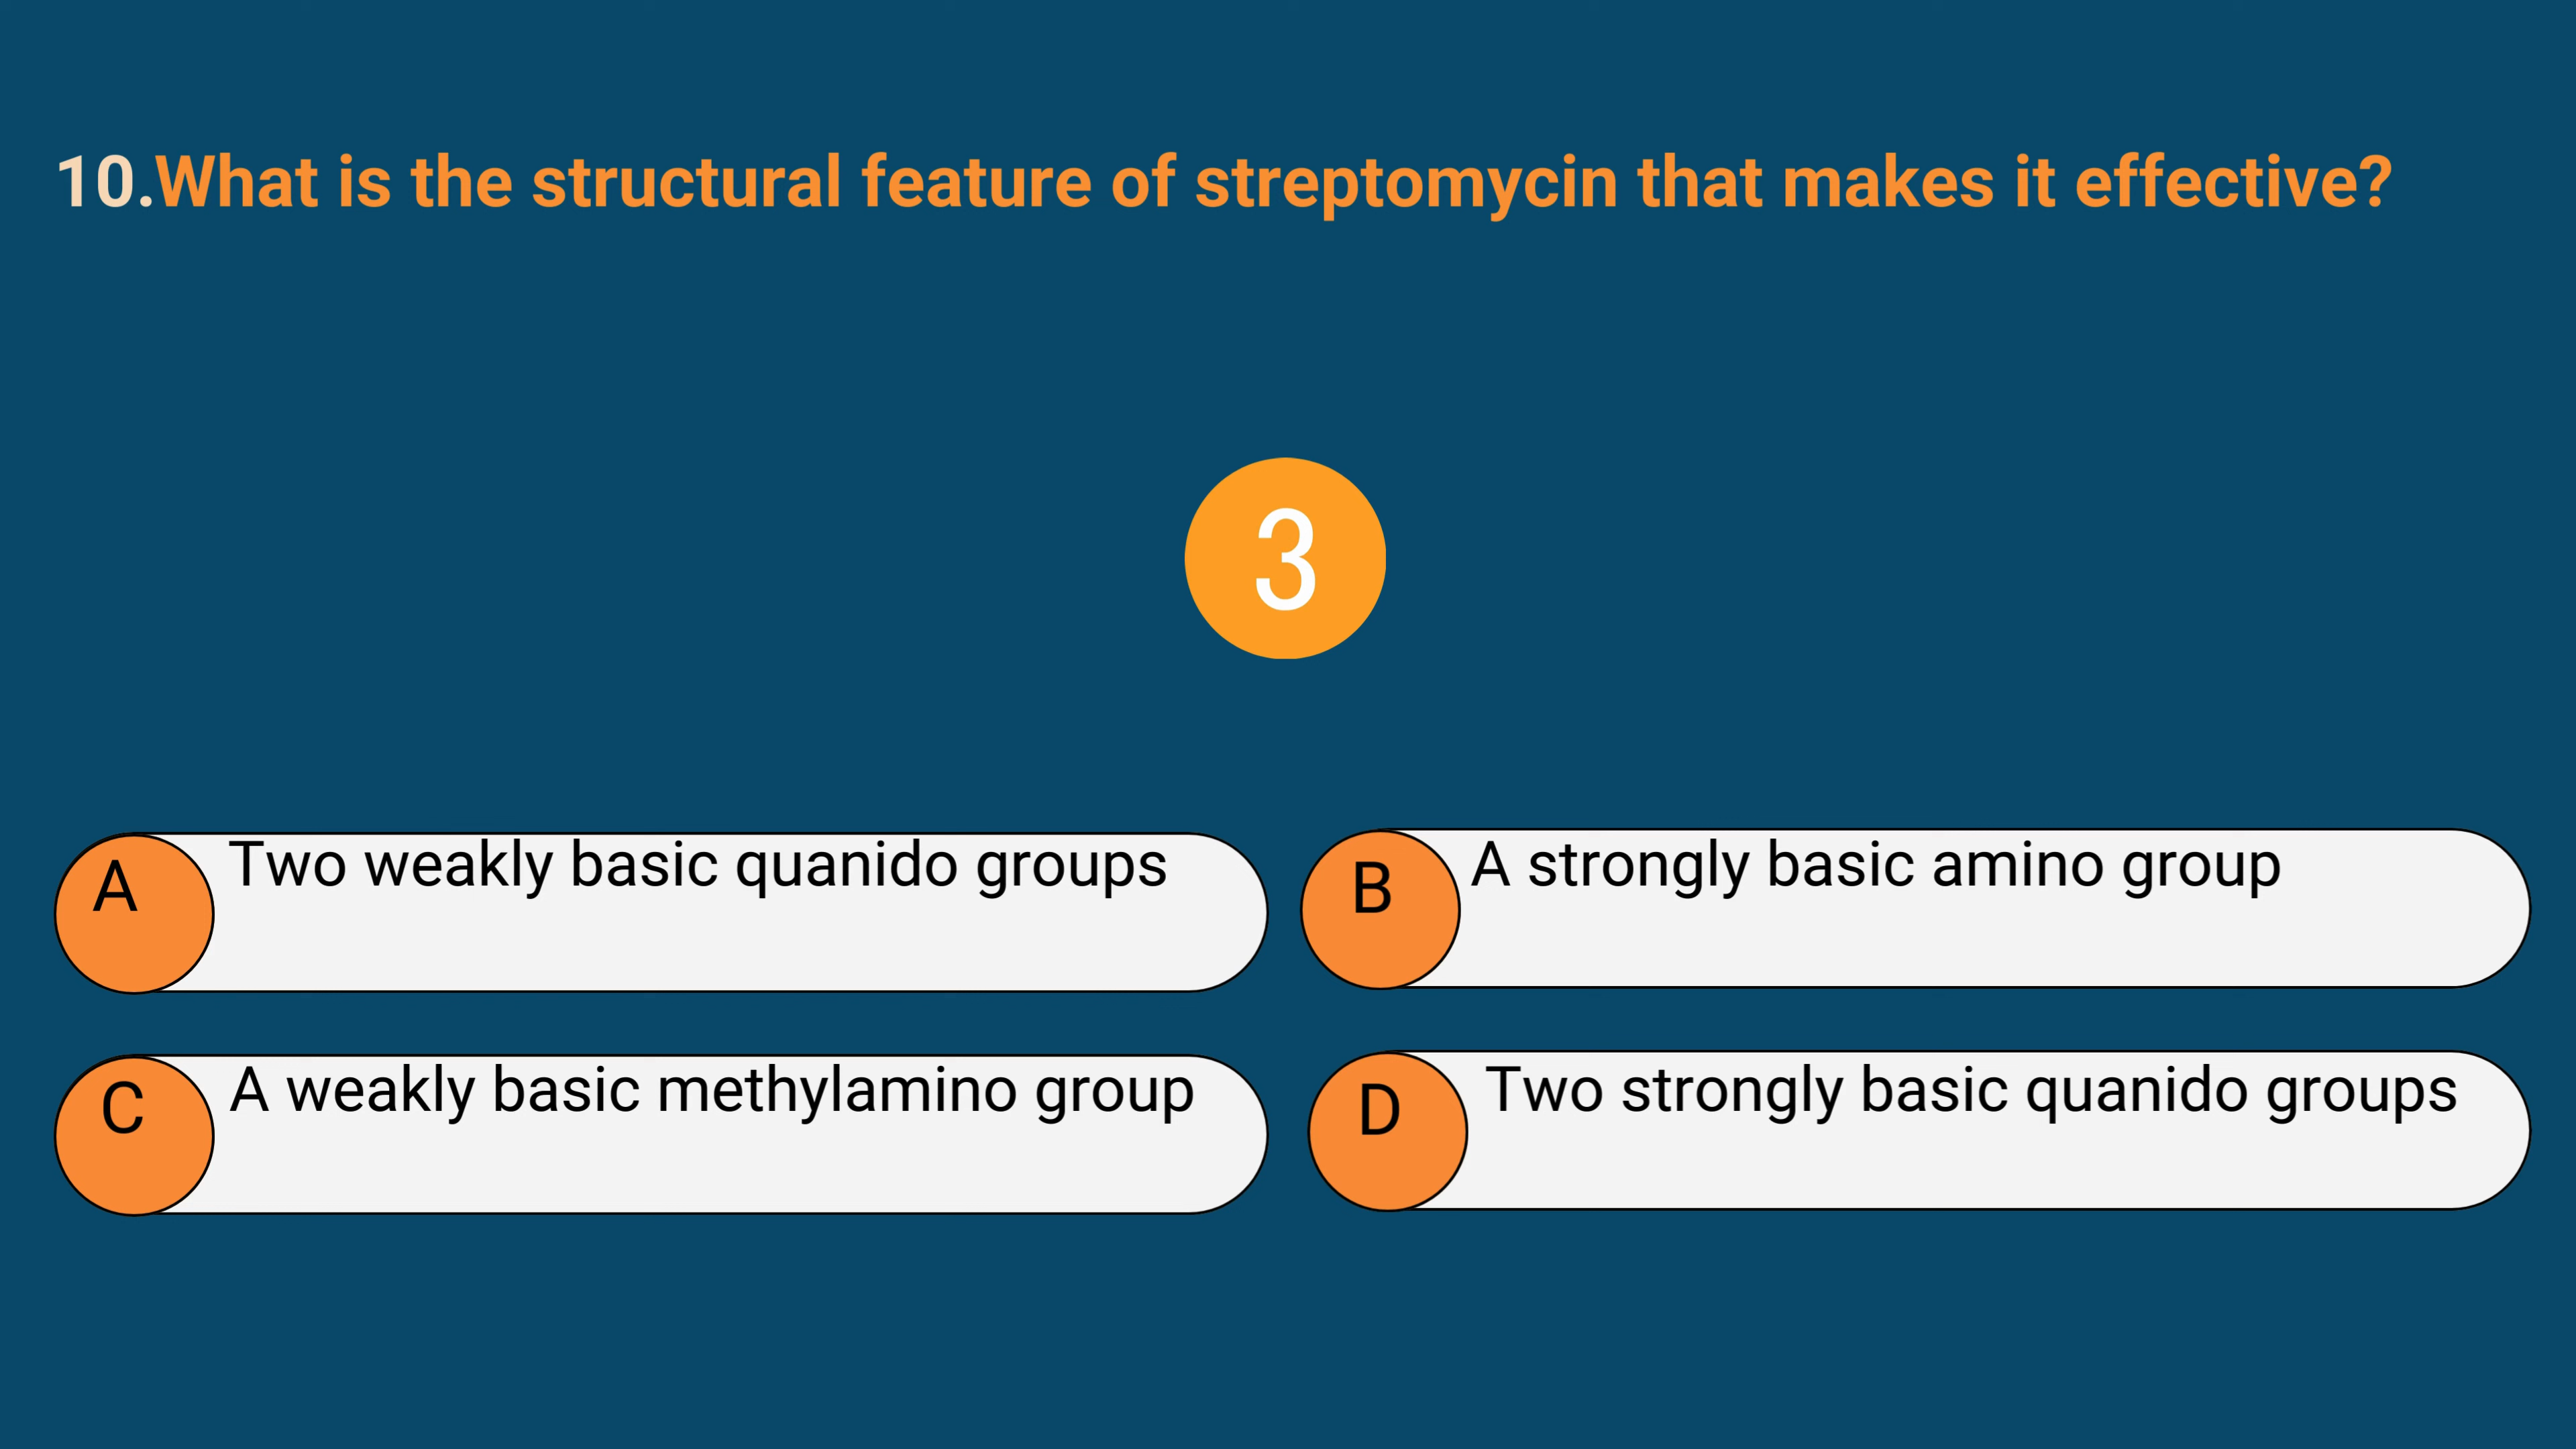 10.What is the structural feature of streptomycin that makes it effective?
3
A Two weakly basic quanido groups
B A strongly basic amino group
C A weakly basic methylamino group
D Two strongly basic quanido groups